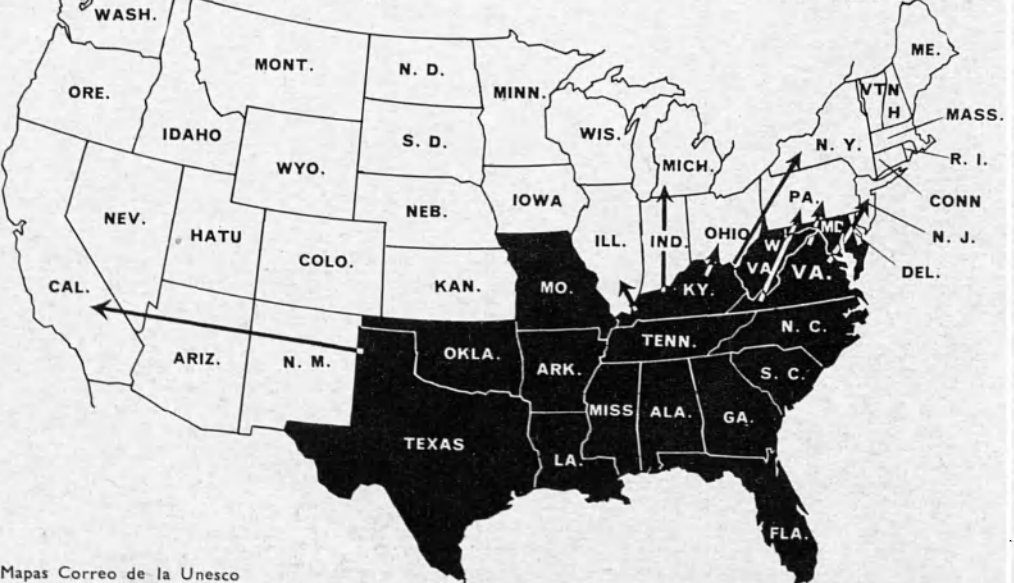 WASH.
MONT.
N. D.
MINN.
ME.
ORE.
IDAHO
S. D.
WIS.
MICH.
VT
N
H
MASS.
N. Y.
R. I.
WYO.
NEB.
IOWA
PA.
CONN
NEV.
HATU
COLO.
ILL.
IND.
OHIO
W
VA
MD
VA.
N. J.
DEL.
CAL.
KAN.
MO.
KY.
ARIZ.
N. M.
OKLA.
ARK.
TENN.
N. C.
S. C.
TEXAS
LA.
MISS
ALA.
GA.
FLA.
Mapas Correo de la Unesco